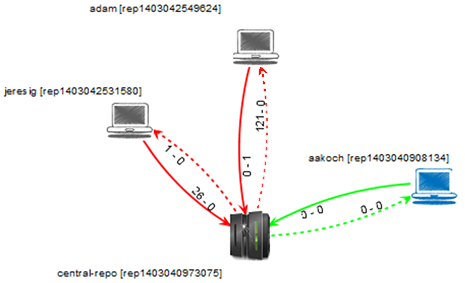 adam [rep1403042549624]
jeresig [rep1403042531580]
121 - 0
0 - 1
1 - 0
26 - 0
aakoch [rep1403040908134]
0 - 0
0 - 0
central-repo [rep1403040973075]